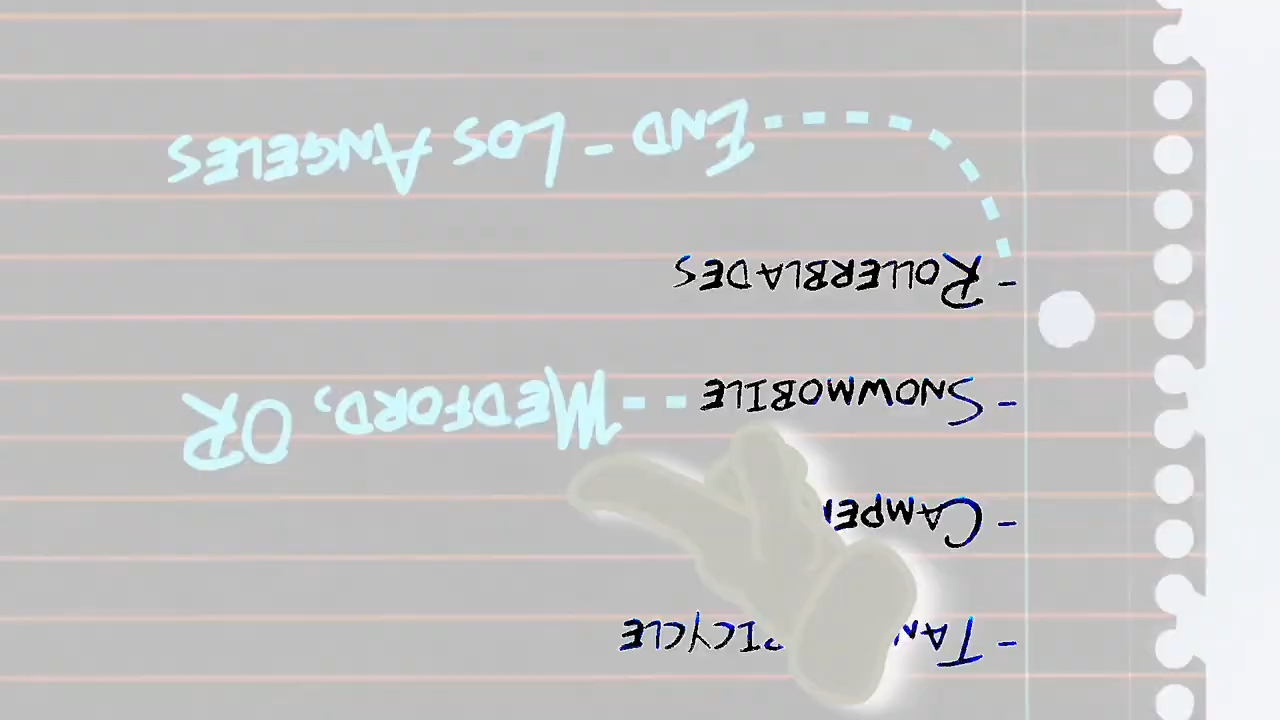 - SNOWMOBILE -- MEDFORD, OR
- ROLLERBLADES
END - LOS ANGELES